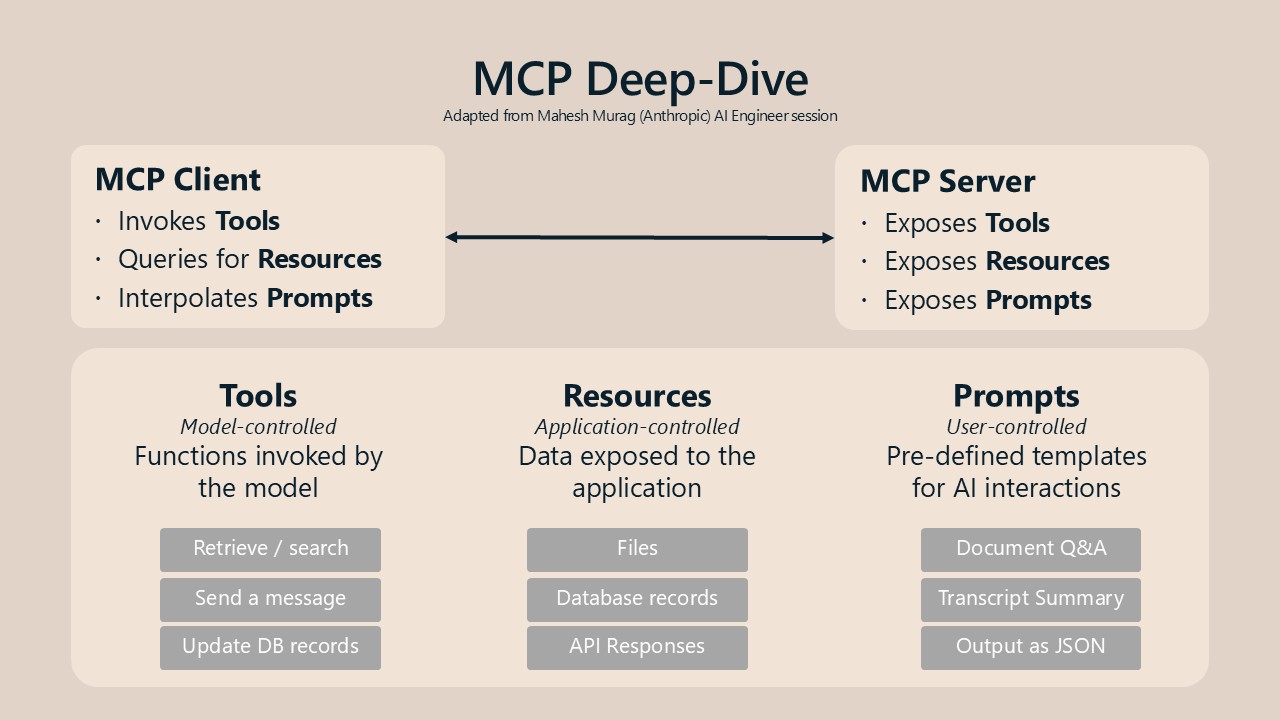 MCP Deep-Dive
Adapted from Mahesh Murag (Anthropic) AI Engineer session
MCP Client
· Invokes Tools
· Queries for Resources
· Interpolates Prompts
MCP Server
· Exposes Tools
· Exposes Resources
· Exposes Prompts
Tools
Model-controlled
Functions invoked by
the model
Retrieve / search
Send a message
Update DB records
Resources
Application-controlled
Data exposed to the
application
Files
Database records
API Responses
Prompts
User-controlled
Pre-defined templates
for AI interactions
Document Q&A
Transcript Summary
Output as JSON